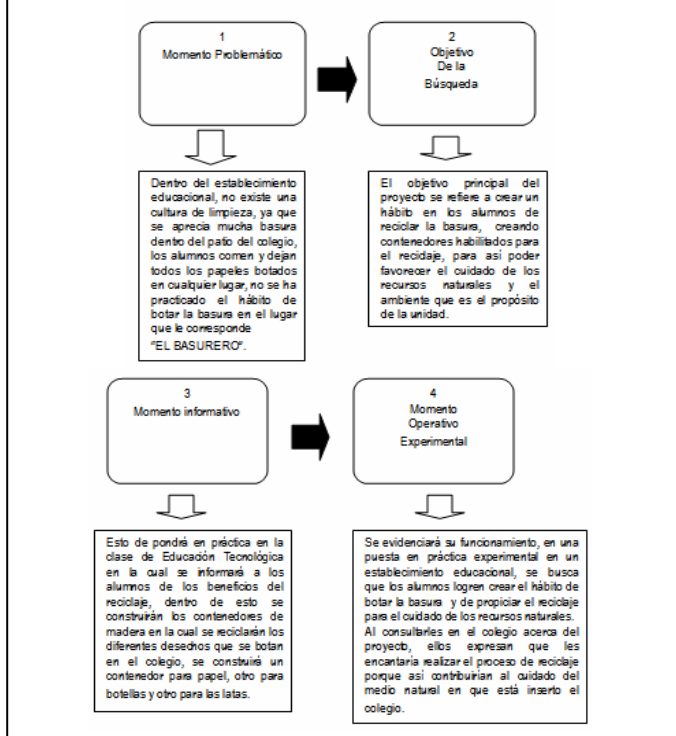 1
Momento Problemático
2
Objetivo
De la
Búsqueda
Dentro del establecimiento
educacional, no existe una
cultura de limpieza, ya que
se aprecia mucha basura
dentro del patio del colegio,
los alumnos comen y dejan
todos los papeles botados
en cualquier lugar, no se ha
practicado el hábito de
botar la basura en el lugar
que le corresponde
"EL BASURERO".
El objetivo principal del
proyecto se refiere a crear un
hábito en los alumnos de
reciclar la basura, creando
contenedores habilitados para
el reciclaje, para así poder
favorecer el cuidado de los
recursos naturales y el
ambiente que es el propósito
de la unidad.
3
Momento informativo
4
Momento
Operativo
Experimental
Esto de pondrá en práctica en la
clase de Educación Tecnológica
en la cual se informará a los
alumnos de los beneficios del
reciclaje, dentro de esto se
construirán los contenedores de
madera en la cual se reciclarán los
diferentes desechos que se botan
en el colegio, se construirá un
contenedor para papel, otro para
botellas y otro para las latas.
Se evidenciará su funcionamiento, en una
puesta en práctica experimental en un
establecimiento educacional, se busca
que los alumnos logren crear el hábito de
botar la basura y de propiciar el reciclaje
para el cuidado de los recursos naturales.
Al consultarles en el colegio acerca del
proyecto, ellos expresan que les
encantaría realizar el proceso de reciclaje
porque así contribuirían al cuidado del
medio natural en que está inserto el
colegio.